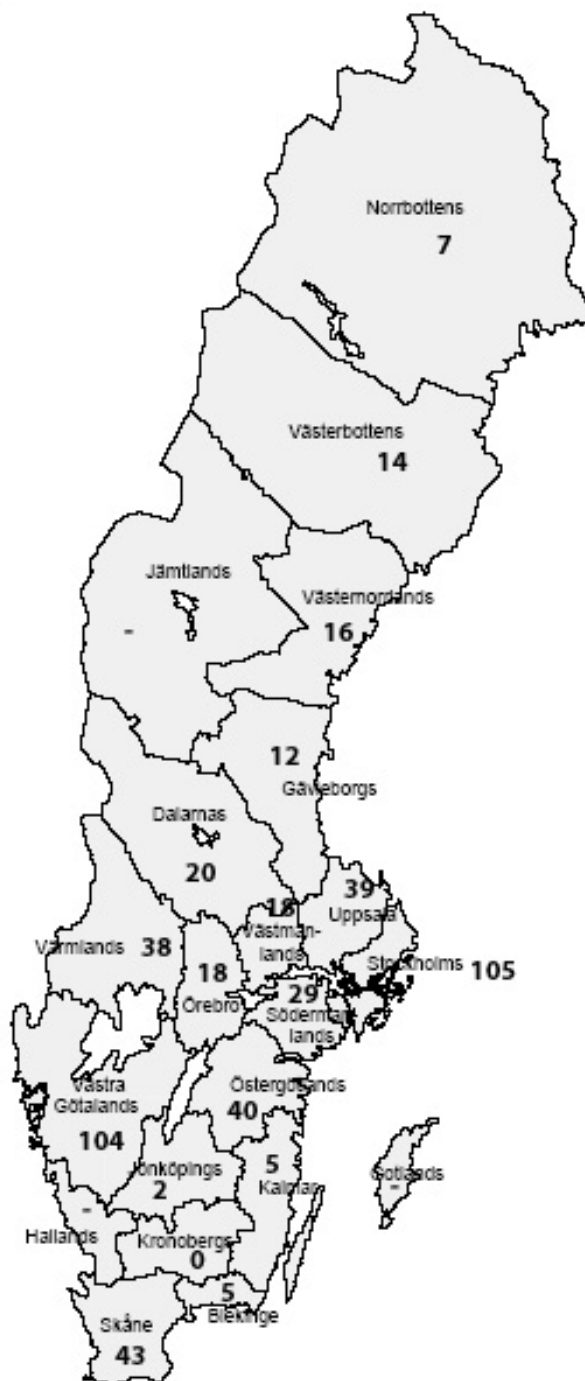 Norrbottens
7
Västerbottens
14
Jämtlands
-
Västernorrlands
16
12
Gävleborgs
Dalarnas
20
39
Uppsala
18
Västman-
lands
Värmlands
38
18
Örebro
Stockholms
105
29
Söderman
lands
Västra
Götalands
104
Östergötlands
40
Jönköpings
2
5
Kalmar
Gotlands
-
-
Hallands
Kronobergs
0
5
Blekinge
Skåne
43